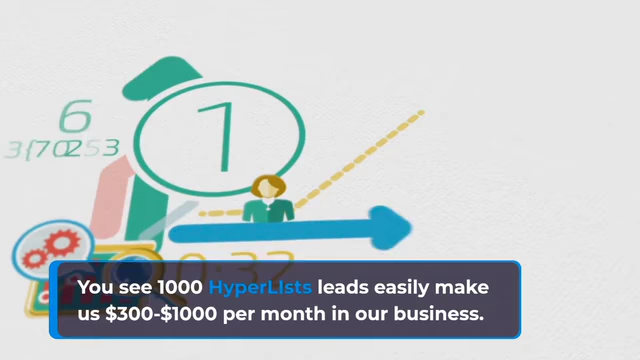 6
1
You see 1000 HyperLIsts leads easily make
us $300-$1000 per month in our business.